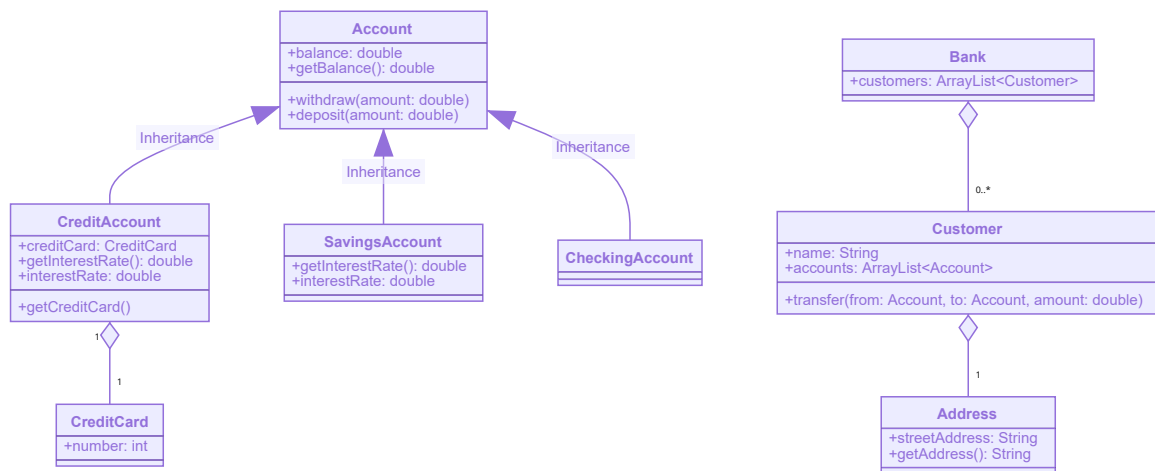 Account
+balance: double
+getBalance(): double
+withdraw(amount: double)
+deposit(amount: double)
Bank
+customers: ArrayList<Customer>
Inheritance
Inheritance
Inheritance
0..*
CreditAccount
+creditCard: CreditCard
+getInterestRate(): double
+interestRate: double
+getCreditCard()
SavingsAccount
+getInterestRate(): double
+interestRate: double
CheckingAccount
Customer
+name: String
+accounts: ArrayList<Account>
+transfer(from: Account, to: Account, amount: double)
1
1
1
CreditCard
+number: int
Address
+streetAddress: String
+getAddress(): String